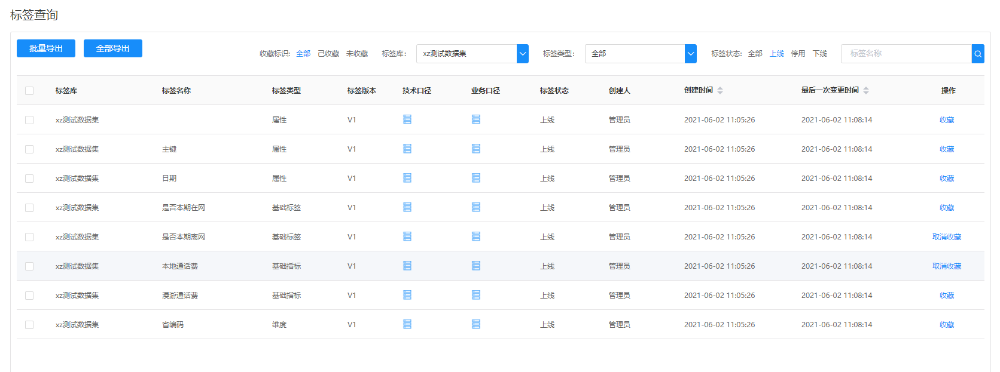 标签查询
批量导出 全部导出 收藏标识: 全部 已收藏 未收藏 标签库: xz测试数据集 标签类型: 全部 标签状态: 全部 上线 停用 下线 标签名称
标签库 标签名称 标签类型 标签版本 技术口径 业务口径 标签状态 创建人 创建时间 最后一次变更时间 操作
xz测试数据集 属性 V1 上线 管理员 2021-06-02 11:05:26 2021-06-02 11:08:14 收藏
xz测试数据集 主键 属性 V1 上线 管理员 2021-06-02 11:05:26 2021-06-02 11:08:14 收藏
xz测试数据集 日期 属性 V1 上线 管理员 2021-06-02 11:05:26 2021-06-02 11:08:14 收藏
xz测试数据集 是否本期在网 基础标签 V1 上线 管理员 2021-06-02 11:05:26 2021-06-02 11:08:14 收藏
xz测试数据集 是否本期离网 基础标签 V1 上线 管理员 2021-06-02 11:05:26 2021-06-02 11:08:14 取消收藏
xz测试数据集 本地通话费 基础指标 V1 上线 管理员 2021-06-02 11:05:26 2021-06-02 11:08:14 取消收藏
xz测试数据集 漫游通话费 基础指标 V1 上线 管理员 2021-06-02 11:05:26 2021-06-02 11:08:14 收藏
xz测试数据集 省编码 维度 V1 上线 管理员 2021-06-02 11:05:26 2021-06-02 11:08:14 收藏